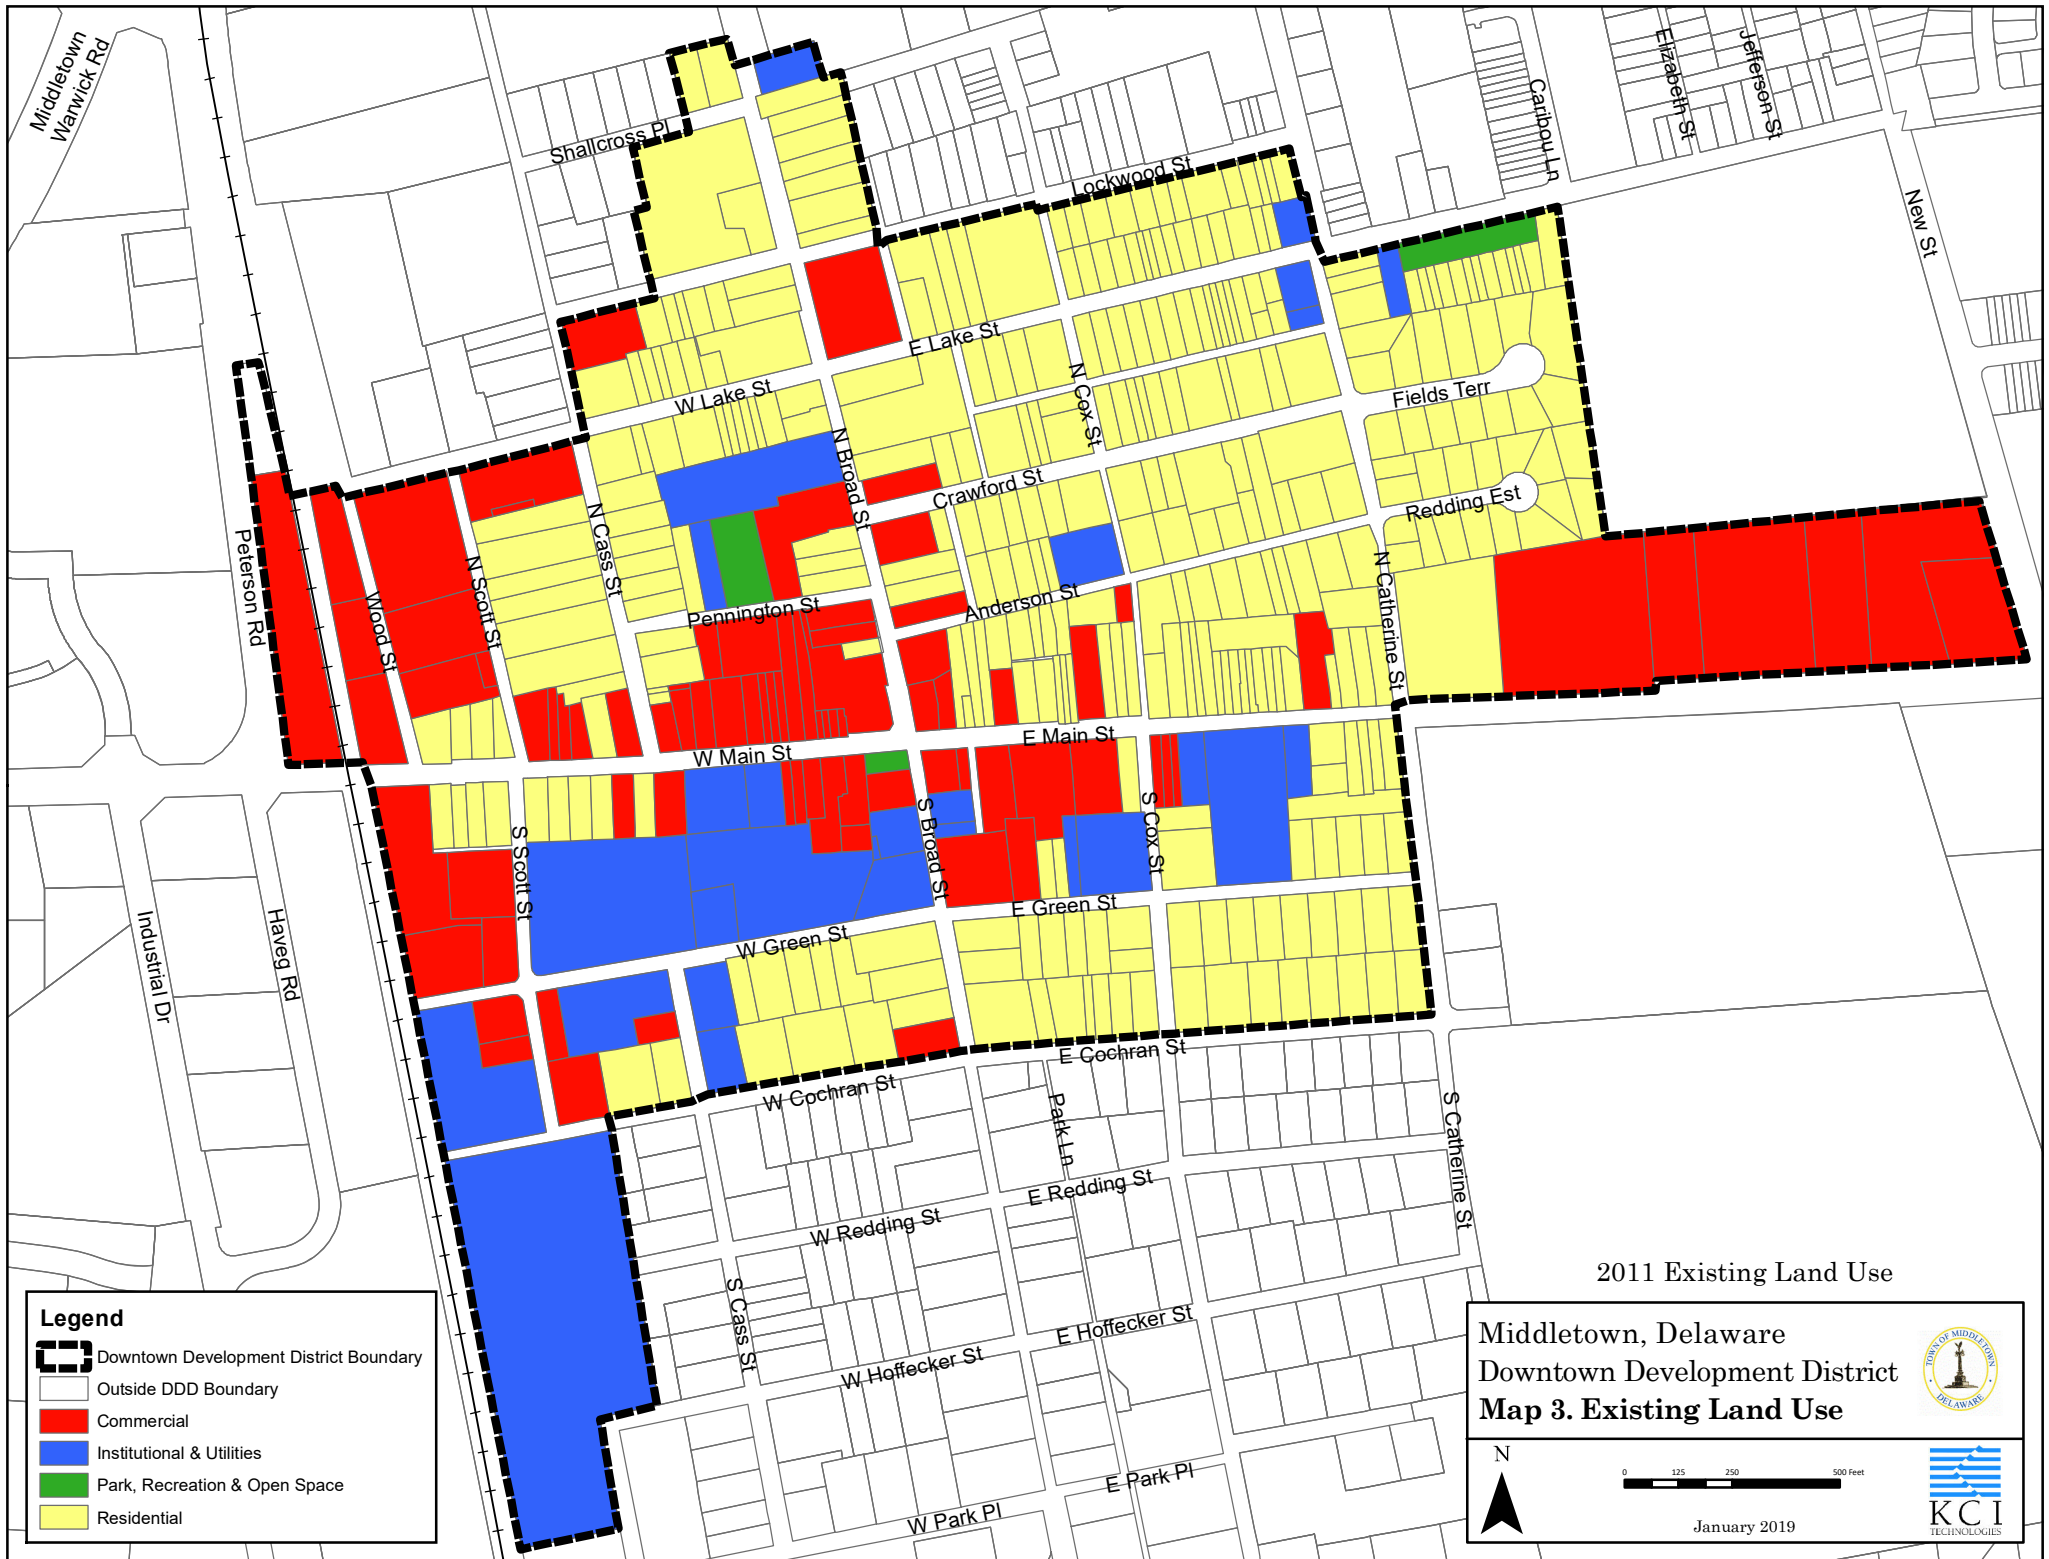 Middletown
Warwick Rd
Shallcross Pl
Lockwood St
Caribou Ln
Elizabeth St
Jefferson St
New St
E Lake St
W Lake St
N Cox St
Fields Terr
N Broad St
Crawford St
Redding Est
N Cass St
Peterson Rd
Wood St
N Scott St
Pennington St
Anderson St
N Catherine St
W Main St
E Main St
S Scott St
S Broad St
S Cox St
E Green St
W Green St
Industrial Dr
Haveg Rd
E Cochran St
W Cochran St
Park Ln
S Catherine St
E Redding St
W Redding St
S Cass St
E Hoffecker St
W Hoffecker St
E Park Pl
W Park Pl
Legend
Downtown Development District Boundary
Outside DDD Boundary
Commercial
Institutional & Utilities
Park, Recreation & Open Space
Residential
2011 Existing Land Use
Middletown, Delaware
Downtown Development District
Map 3. Existing Land Use
TOWN OF MIDDLETOWN
DELAWARE
N
0 125 250 500 Feet
January 2019
KCI
TECHNOLOGIES